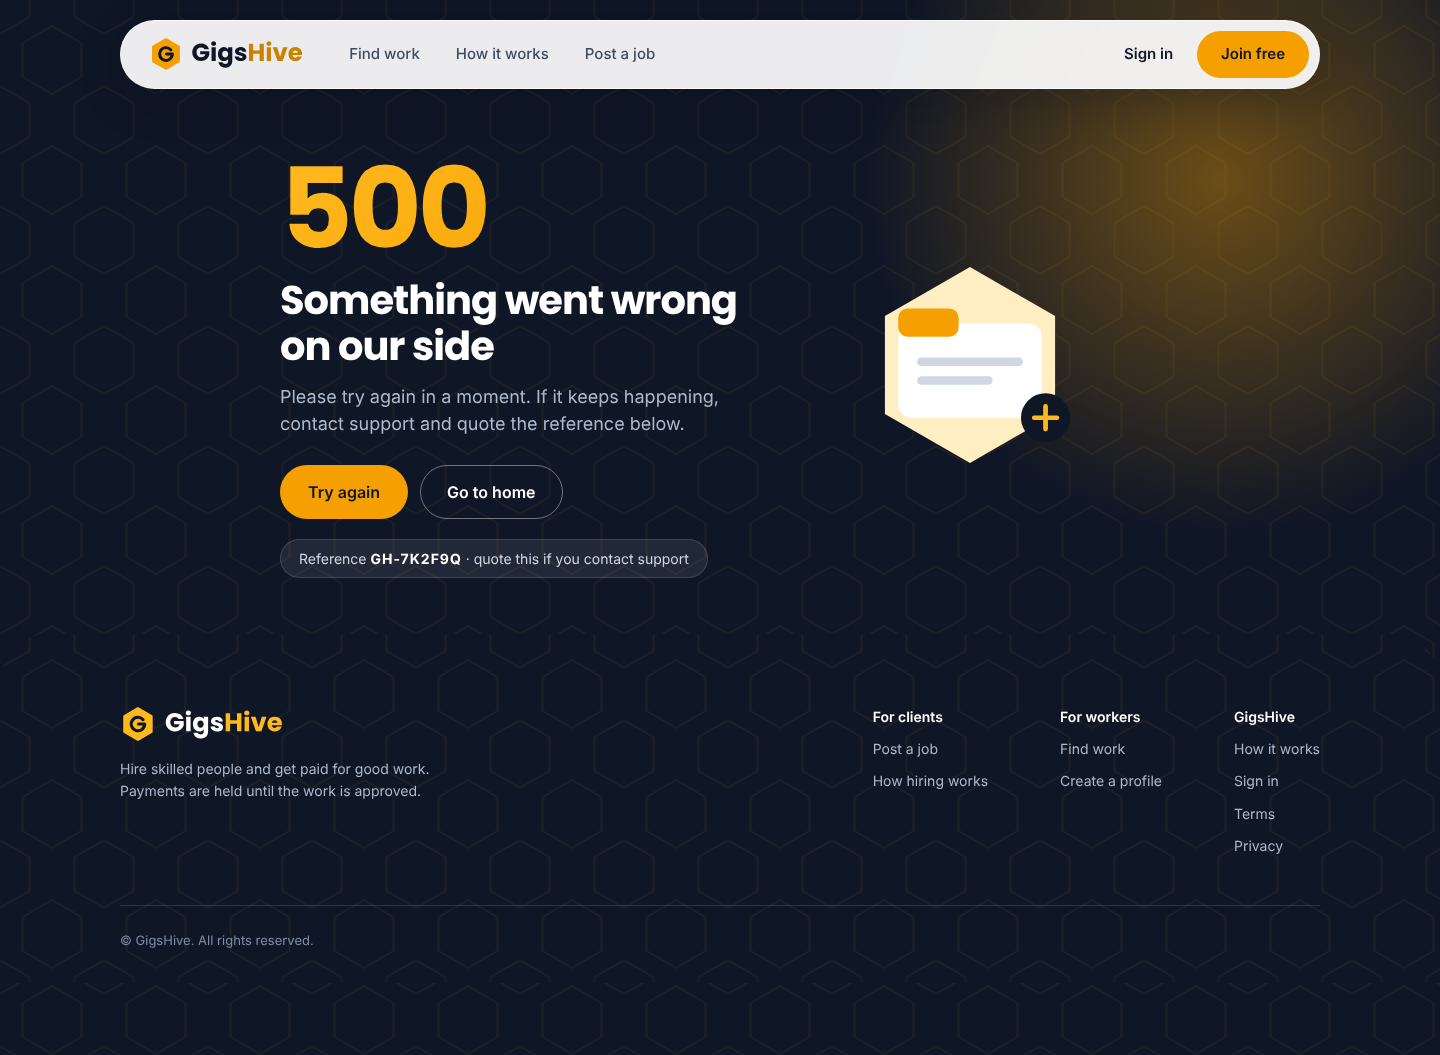 G GigsHive Find work How it works Post a job Sign in Join free
500
Something went wrong
on our side
Please try again in a moment. If it keeps happening,
contact support and quote the reference below.
Try again Go to home
Reference GH-7K2F9Q · quote this if you contact support
G GigsHive
Hire skilled people and get paid for good work.
Payments are held until the work is approved.
For clients
Post a job
How hiring works
For workers
Find work
Create a profile
GigsHive
How it works
Sign in
Terms
Privacy
© GigsHive. All rights reserved.